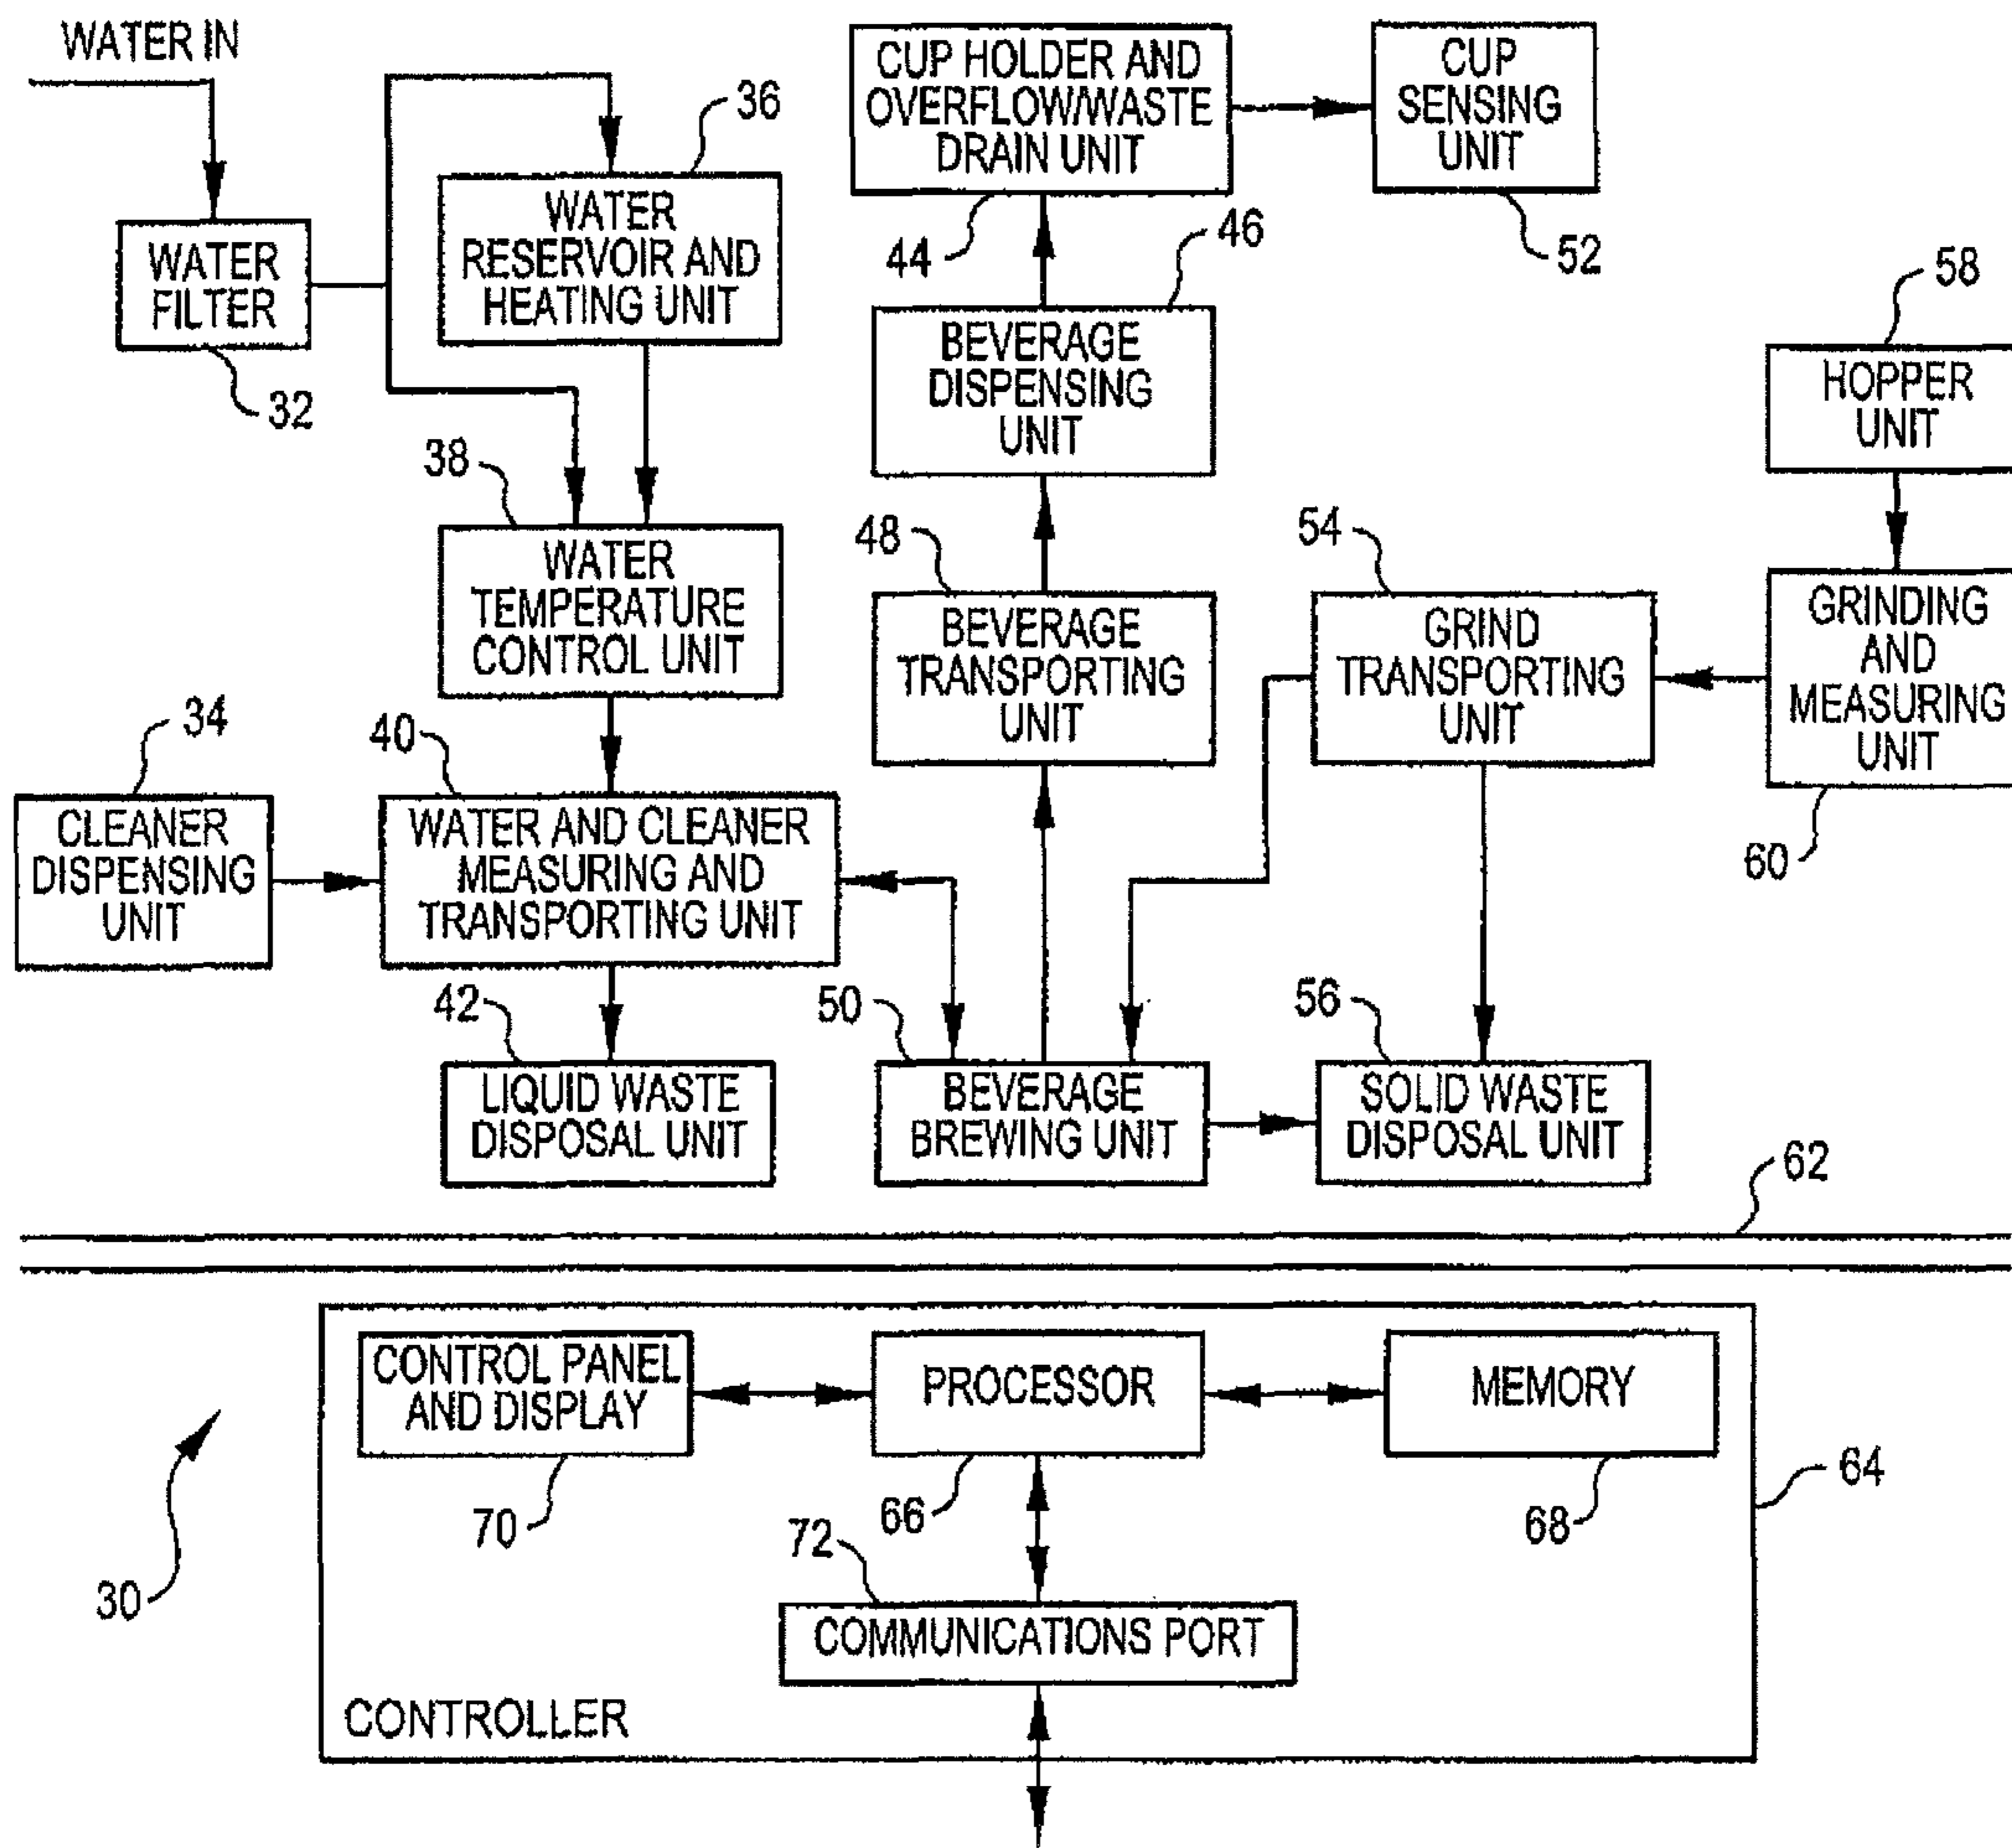 WATER IN
WATER
FILTER
32
36
WATER
RESERVOIR AND
HEATING UNIT
38
WATER
TEMPERATURE
CONTROL UNIT
34
CLEANER
DISPENSING
UNIT
40
WATER AND CLEANER
MEASURING AND
TRANSPORTING UNIT
42
LIQUID WASTE
DISPOSAL UNIT
CUP HOLDER AND
OVERFLOW/WASTE
DRAIN UNIT
44
CUP
SENSING
UNIT
52
46
BEVERAGE
DISPENSING
UNIT
48
BEVERAGE
TRANSPORTING
UNIT
50
BEVERAGE
BREWING UNIT
58
HOPPER
UNIT
54
GRIND
TRANSPORTING
UNIT
GRINDING
AND
MEASURING
UNIT
60
56
SOLID WASTE
DISPOSAL UNIT
62
CONTROL PANEL
AND DISPLAY
70
PROCESSOR
66
MEMORY
68
64
72
COMMUNICATIONS PORT
CONTROLLER
30